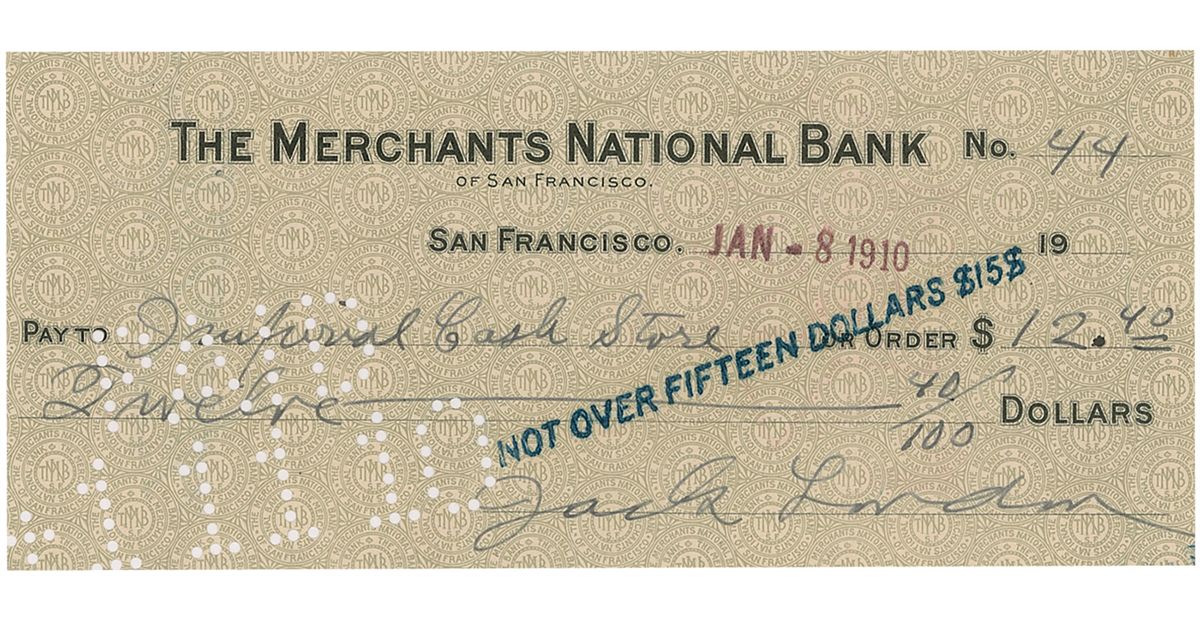 THE MERCHANTS NATIONAL BANK No. 44
OF SAN FRANCISCO.
SAN FRANCISCO. JAN - 8 1910 19
PAY TO Imperial Cash Store OR ORDER $ 12.40
NOT OVER FIFTEEN DOLLARS $15$
Twelve 40/100 DOLLARS
Jack London